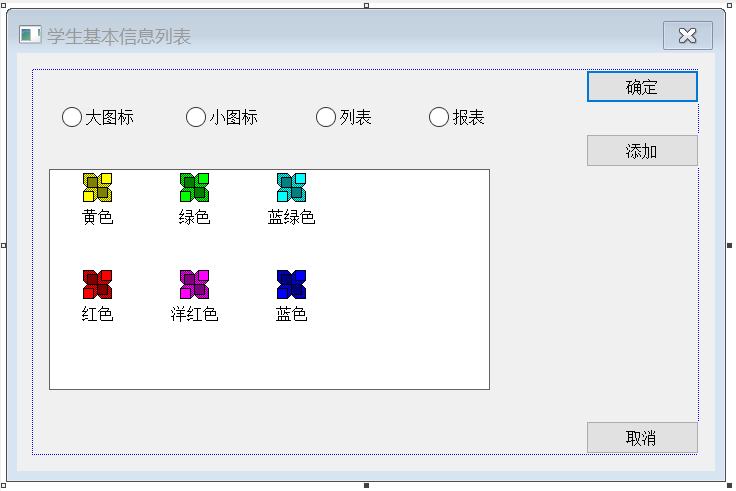 学生基本信息列表
确定
大图标 小图标 列表 报表
添加
黄色 绿色 蓝绿色
红色 洋红色 蓝色
取消